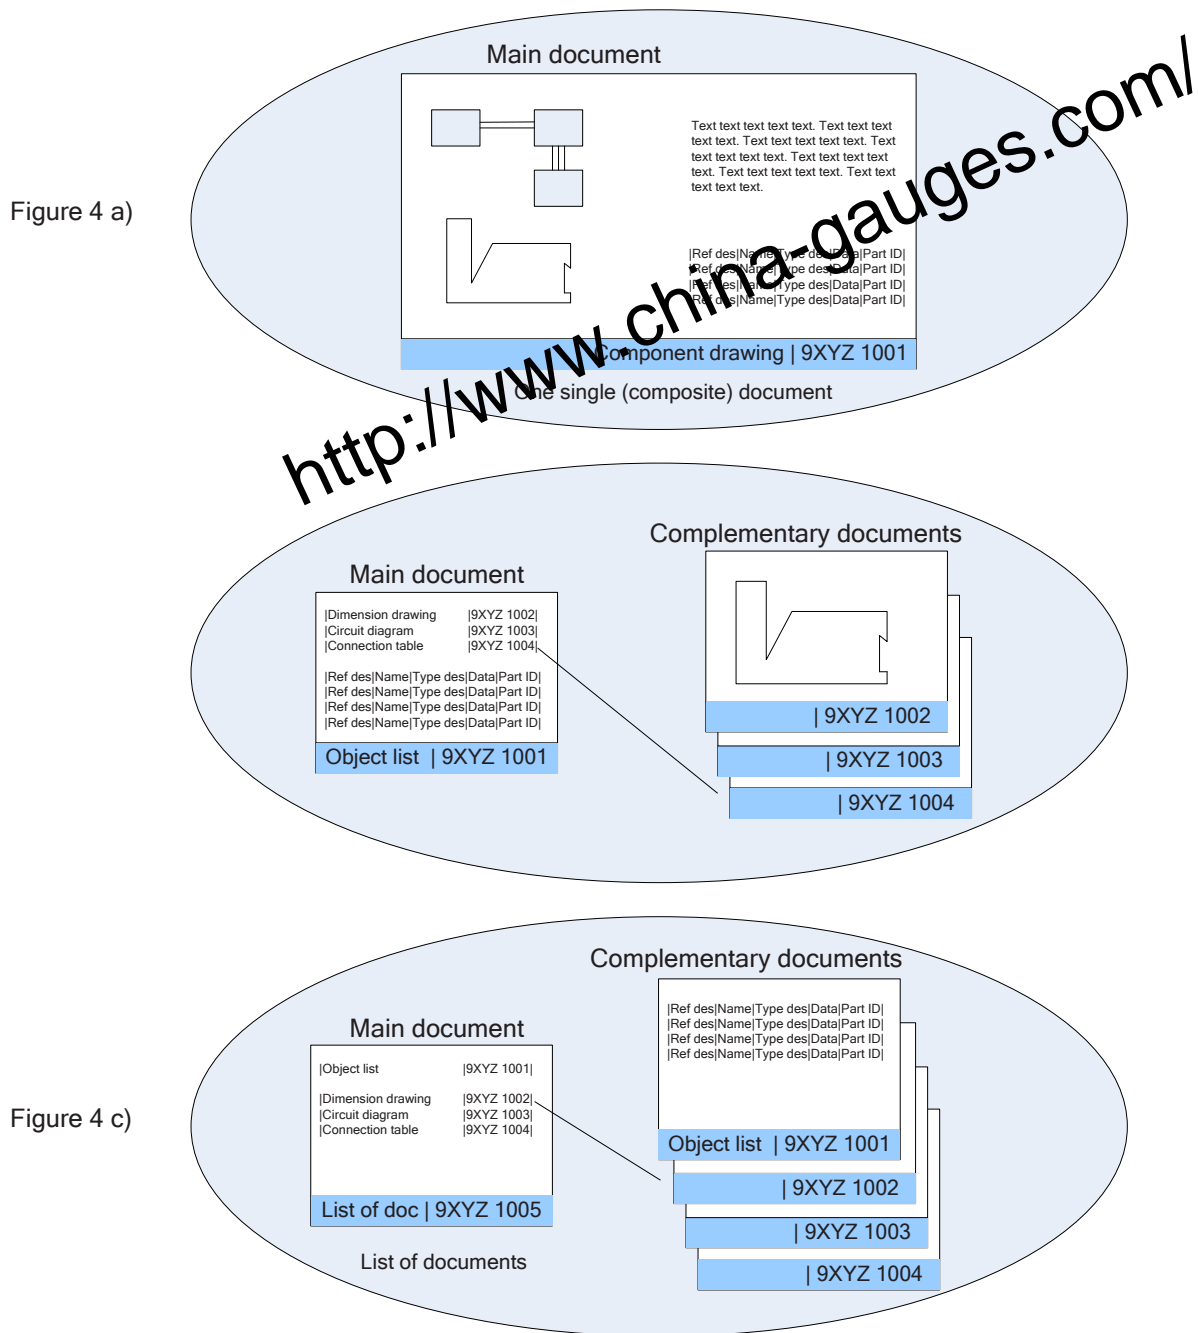 Main document
Text text text text text. Text text text
text text. Text text text text text. Text
text text text text. Text text text text
text. Text text text text text. Text text
text text text.
Figure 4 a)
|Ref des|Name|Type des|Data|Part ID|
|Ref des|Name|Type des|Data|Part ID|
|Ref des|Name|Type des|Data|Part ID|
|Ref des|Name|Type des|Data|Part ID|
Component drawing | 9XYZ 1001
One single (composite) document
http://www.china-gauges.com/
Complementary documents
Main document
|Dimension drawing |9XYZ 1002|
|Circuit diagram |9XYZ 1003|
|Connection table |9XYZ 1004|
|Ref des|Name|Type des|Data|Part ID|
|Ref des|Name|Type des|Data|Part ID|
|Ref des|Name|Type des|Data|Part ID|
|Ref des|Name|Type des|Data|Part ID|
Object list | 9XYZ 1001
| 9XYZ 1002
| 9XYZ 1003
| 9XYZ 1004
Complementary documents
Main document
|Object list |9XYZ 1001|
|Dimension drawing |9XYZ 1002|
|Circuit diagram |9XYZ 1003|
|Connection table |9XYZ 1004|
List of doc | 9XYZ 1005
List of documents
Figure 4 c)
|Ref des|Name|Type des|Data|Part ID|
|Ref des|Name|Type des|Data|Part ID|
|Ref des|Name|Type des|Data|Part ID|
|Ref des|Name|Type des|Data|Part ID|
Object list | 9XYZ 1001
| 9XYZ 1002
| 9XYZ 1003
| 9XYZ 1004